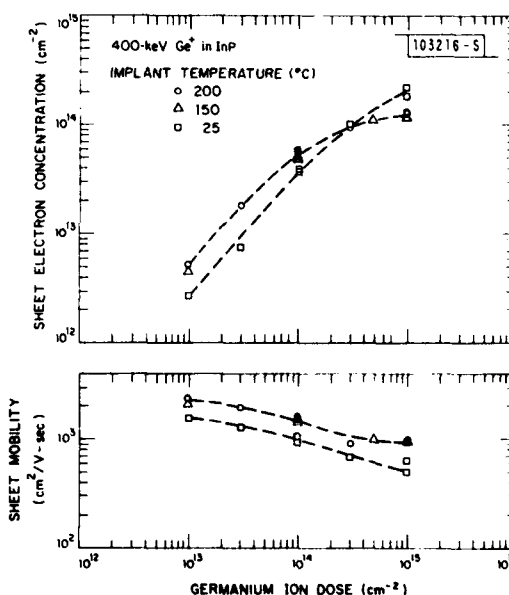 400-keV Ge⁺ in InP
103216-S
IMPLANT TEMPERATURE (°C)
○ 200
△ 150
□ 25
SHEET ELECTRON CONCENTRATION (cm⁻²)
10¹⁵
10¹⁴
10¹³
10¹²
SHEET MOBILITY
(cm²/V-sec)
10³
10²
10¹² 10¹³ 10¹⁴ 10¹⁵
GERMANIUM ION DOSE (cm⁻²)